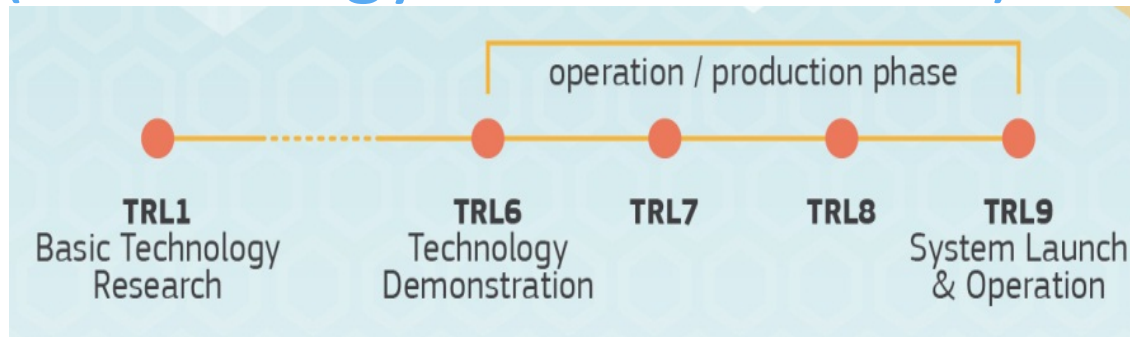 operation / production phase
TRL1
Basic Technology
Research
TRL6
Technology
Demonstration
TRL7
TRL8
TRL9
System Launch
& Operation